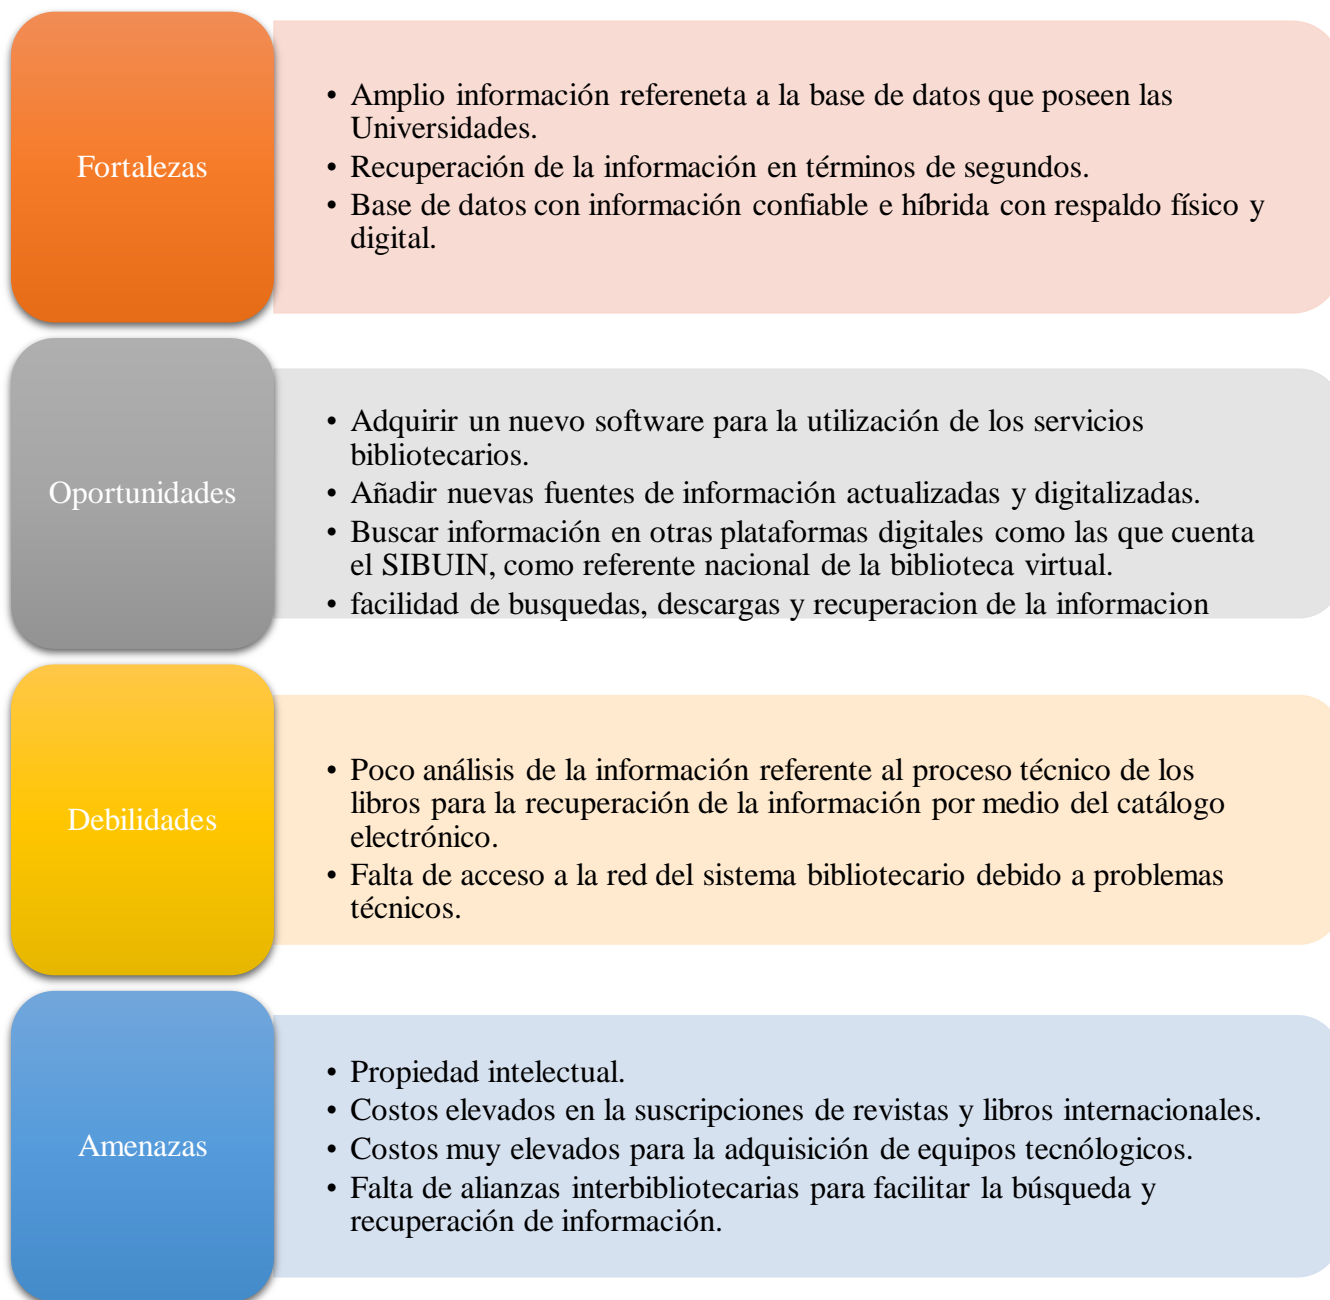 Fortalezas
• Amplio información refereneta a la base de datos que poseen las
Universidades.
• Recuperación de la información en términos de segundos.
• Base de datos con información confiable e híbrida con respaldo físico y
digital.
Oportunidades
• Adquirir un nuevo software para la utilización de los servicios
bibliotecarios.
• Añadir nuevas fuentes de información actualizadas y digitalizadas.
• Buscar información en otras plataformas digitales como las que cuenta
el SIBUIN, como referente nacional de la biblioteca virtual.
• facilidad de busquedas, descargas y recuperacion de la informacion
Debilidades
• Poco análisis de la información referente al proceso técnico de los
libros para la recuperación de la información por medio del catálogo
electrónico.
• Falta de acceso a la red del sistema bibliotecario debido a problemas
técnicos.
Amenazas
• Propiedad intelectual.
• Costos elevados en la suscripciones de revistas y libros internacionales.
• Costos muy elevados para la adquisición de equipos tecnólogicos.
• Falta de alianzas interbibliotecarias para facilitar la búsqueda y
recuperación de información.